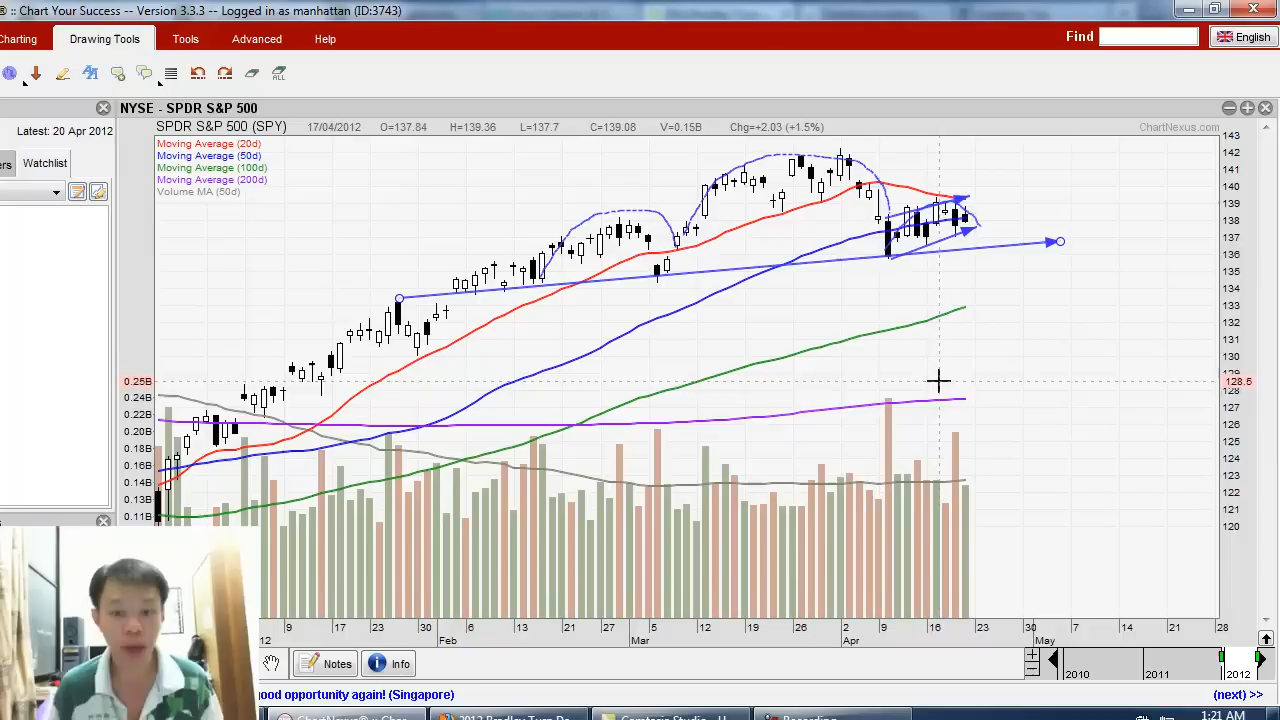 ® :: Chart Your Success -- Version 3.3.3 -- Logged in as manhattan (ID:3743)
Charting Drawing Tools Tools Advanced Help Find English
ALL
NYSE - SPDR S&P 500
Latest: 20 Apr 2012
SPDR S&P 500 (SPY) 17/04/2012 O=137.84 H=139.36 L=137.7 C=139.08 V=0.15B Chg=+2.03 (+1.5%) ChartNexus.com
Watchlist
Moving Average (20d)
Moving Average (50d)
Moving Average (100d)
Moving Average (200d)
Volume MA (50d)
143
142
141
140
139
138
137
136
135
134
133
132
131
130
129
0.25B 128.5
128
0.24B 127
0.22B 126
0.20B 125
0.18B 124
0.16B 123
0.14B 122
0.13B 121
0.11B 120
9 17 23 30 6 13 21 27 5 12 19 26 2 9 16 23 30 7 14 21 28
12 Feb Mar Apr May
Notes Info
2010 2011 2012
good opportunity again! (Singapore) (next) >>
1:21 AM